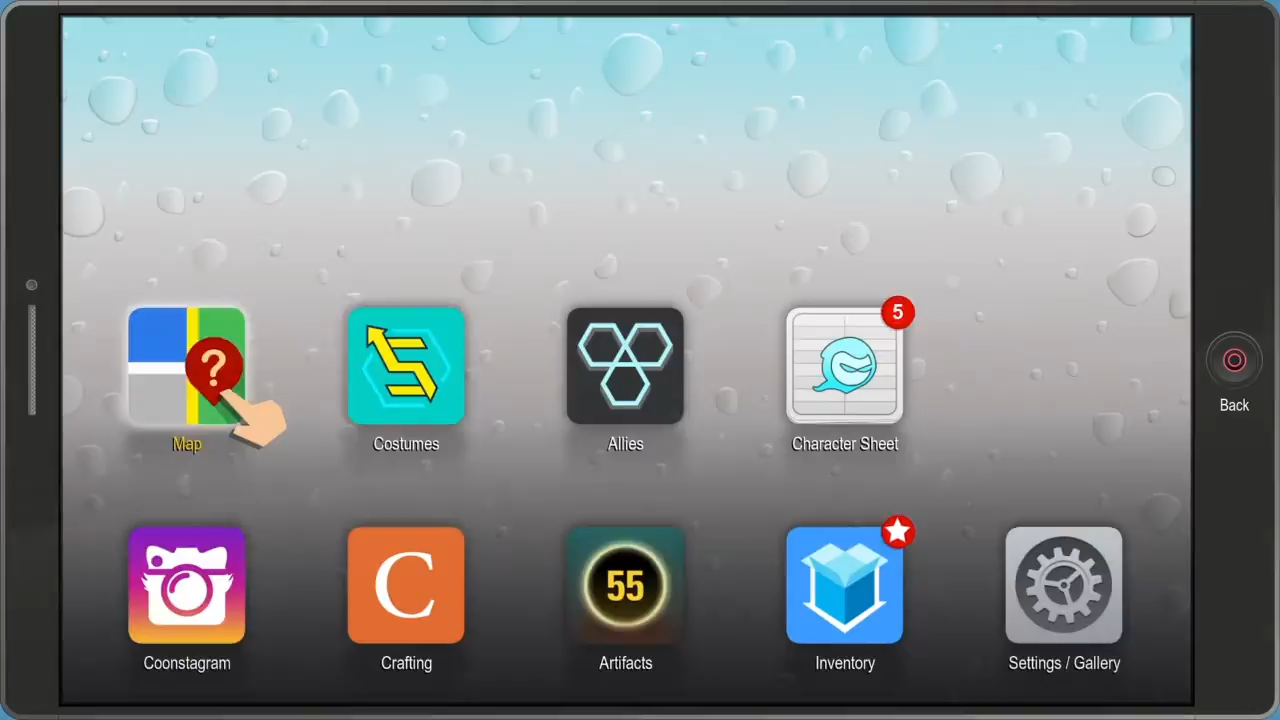 ?
5
Map
Costumes
Allies
Character Sheet
Back
C
55
Coonstagram
Crafting
Artifacts
Inventory
Settings / Gallery